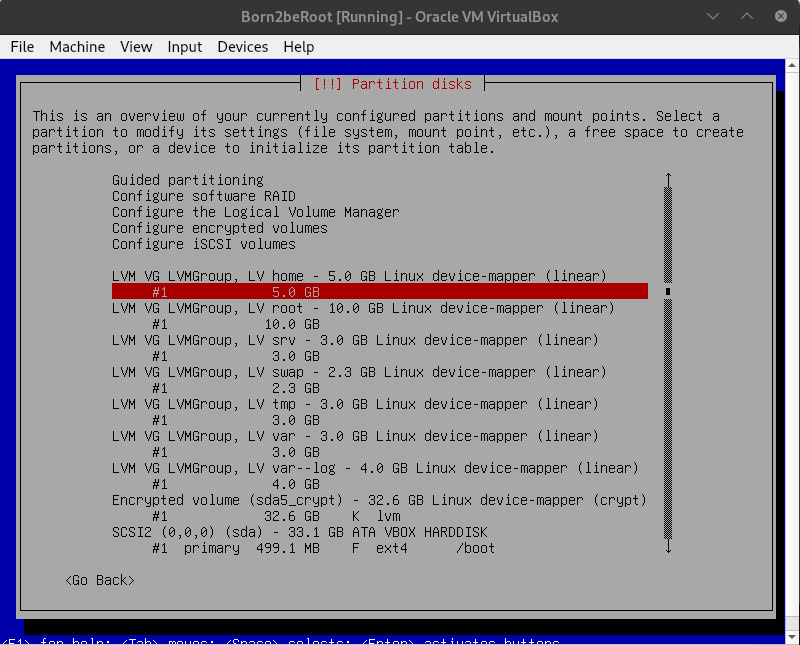 Born2beRoot [Running] - Oracle VM VirtualBox
File Machine View Input Devices Help
[!!] Partition disks
This is an overview of your currently configured partitions and mount points. Select a
partition to modify its settings (file system, mount point, etc.), a free space to create
partitions, or a device to initialize its partition table.
Guided partitioning
Configure software RAID
Configure the Logical Volume Manager
Configure encrypted volumes
Configure iSCSI volumes
LVM VG LVMGroup, LV home - 5.0 GB Linux device-mapper (linear)
#1 5.0 GB
LVM VG LVMGroup, LV root - 10.0 GB Linux device-mapper (linear)
#1 10.0 GB
LVM VG LVMGroup, LV srv - 3.0 GB Linux device-mapper (linear)
#1 3.0 GB
LVM VG LVMGroup, LV swap - 2.3 GB Linux device-mapper (linear)
#1 2.3 GB
LVM VG LVMGroup, LV tmp - 3.0 GB Linux device-mapper (linear)
#1 3.0 GB
LVM VG LVMGroup, LV var - 3.0 GB Linux device-mapper (linear)
#1 3.0 GB
LVM VG LVMGroup, LV var--log - 4.0 GB Linux device-mapper (linear)
#1 4.0 GB
Encrypted volume (sda5_crypt) - 32.6 GB Linux device-mapper (crypt)
#1 32.6 GB K lvm
SCSI2 (0,0,0) (sda) - 33.1 GB ATA VBOX HARDDISK
#1 primary 499.1 MB F ext4 /boot
<Go Back>
<F1> for help; <Tab> moves; <Space> selects; <Enter> activates buttons